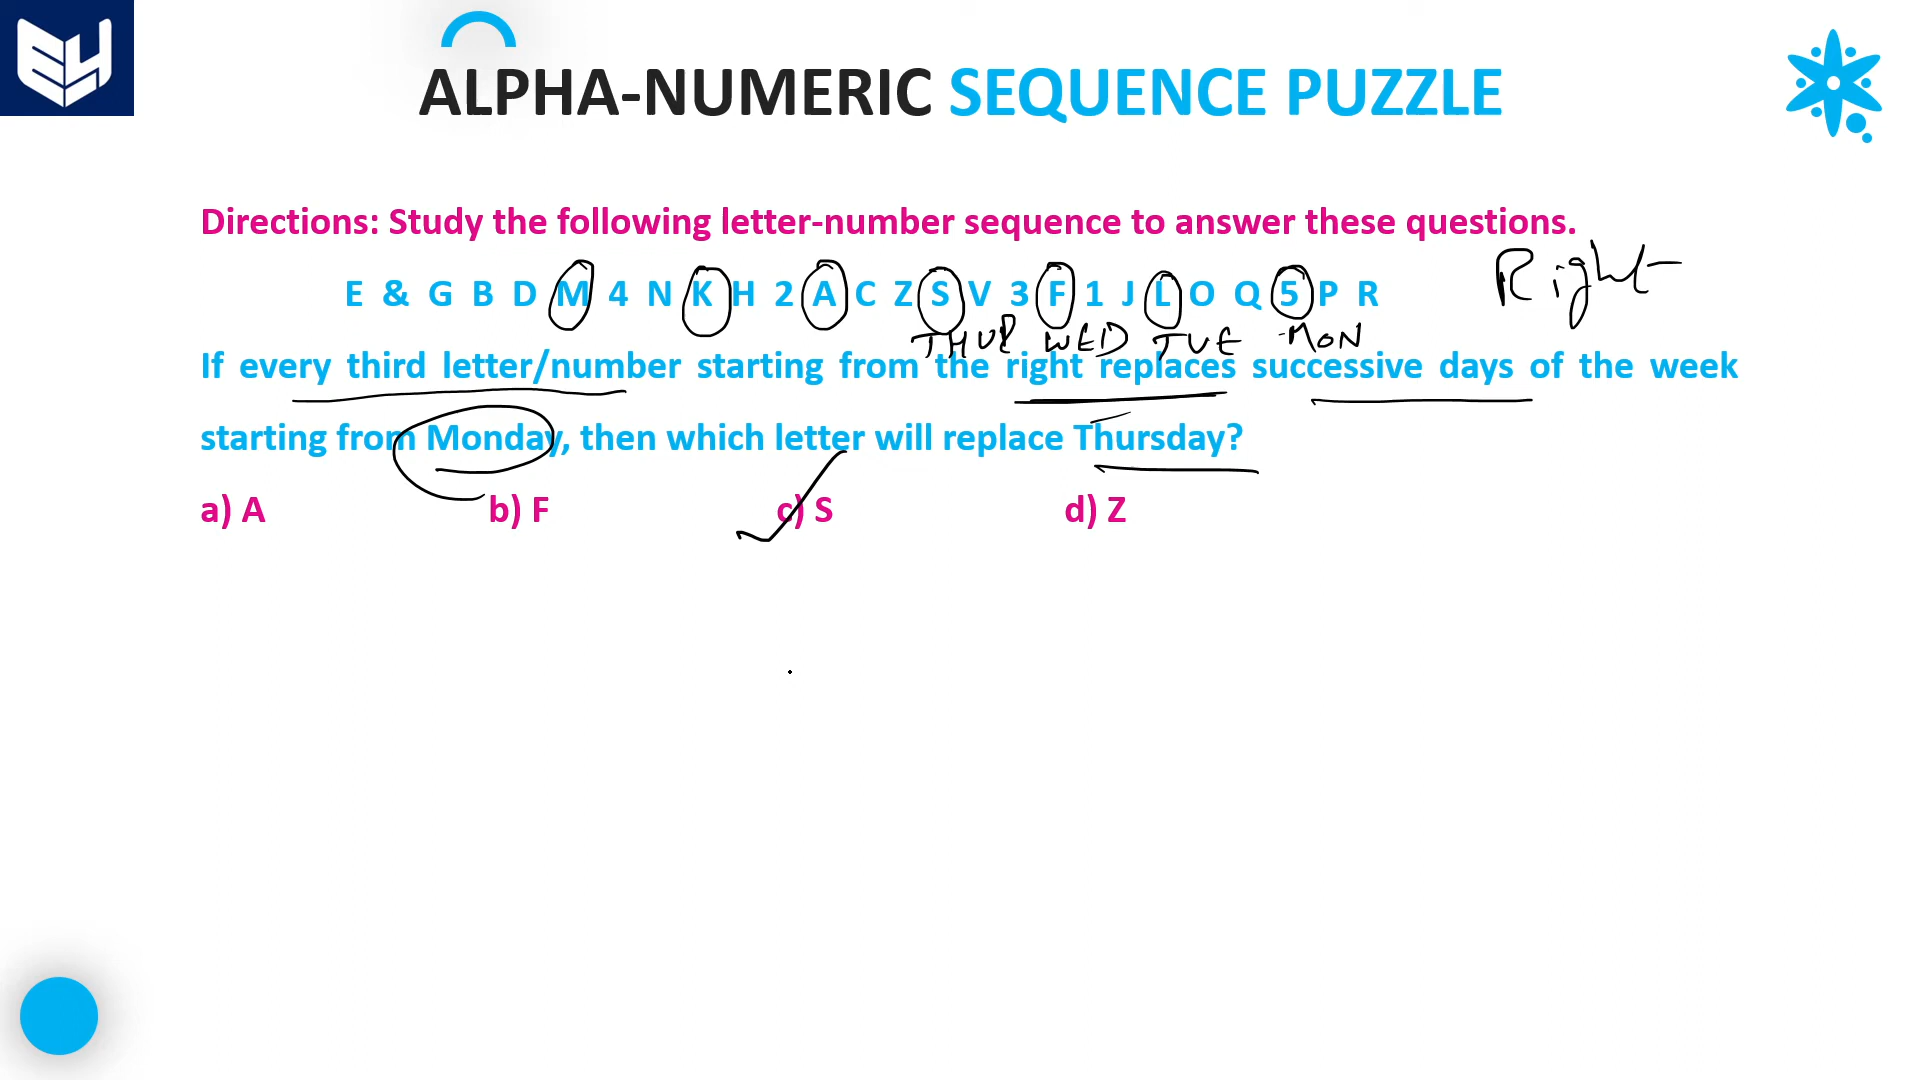 ALPHA-NUMERIC SEQUENCE PUZZLE
Directions: Study the following letter-number sequence to answer these questions.
E & G B D M 4 N K H 2 A C Z S V 3 F 1 J L O Q 5 P R
Right
THUR WED TUE MON
If every third letter/number starting from the right replaces successive days of the week
starting from Monday, then which letter will replace Thursday?
a) A b) F c) S d) Z